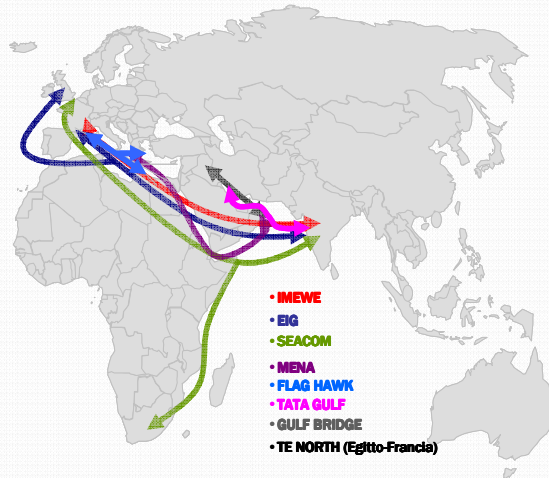 • IMEWE
• EIG
• SEACOM
• MENA
• FLAG HAWK
• TATA GULF
• GULF BRIDGE
• TE NORTH (Egitto-Francia)